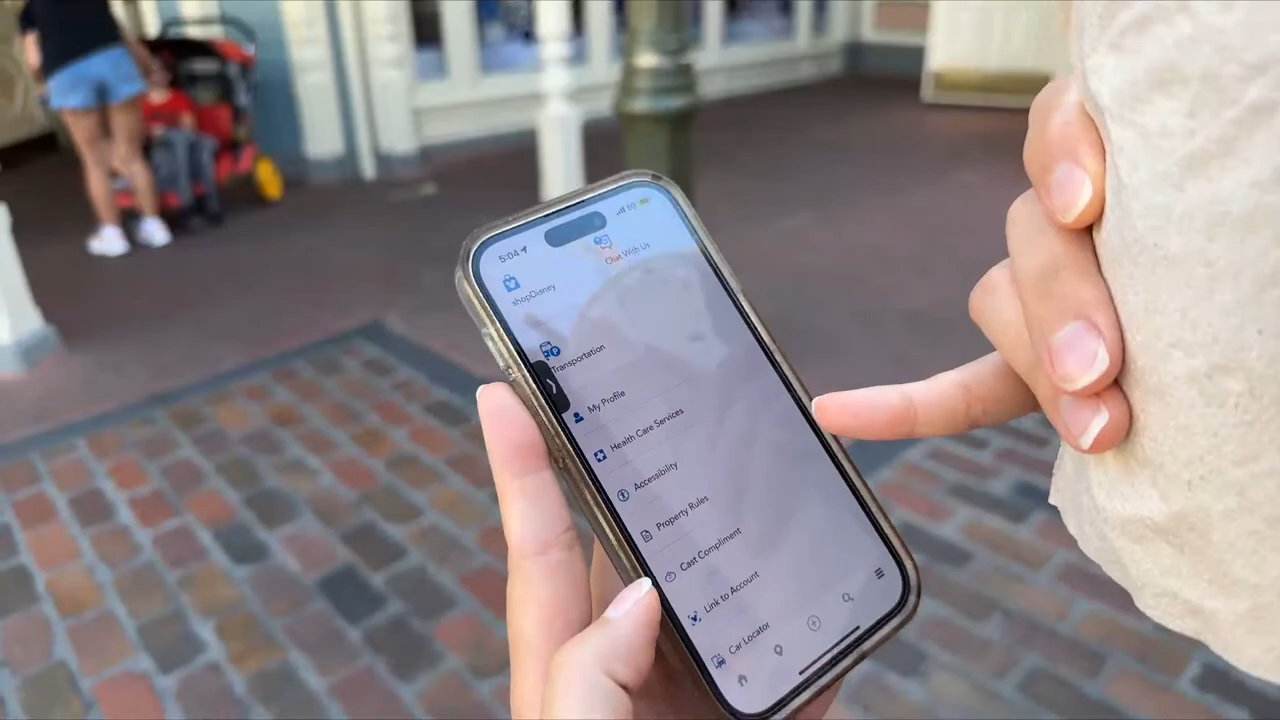 5:04
5G
shopDisney
Chat With Us
Transportation
My Profile
Health Care Services
Accessibility
Property Rules
Cast Compliment
Link to Account
Car Locator